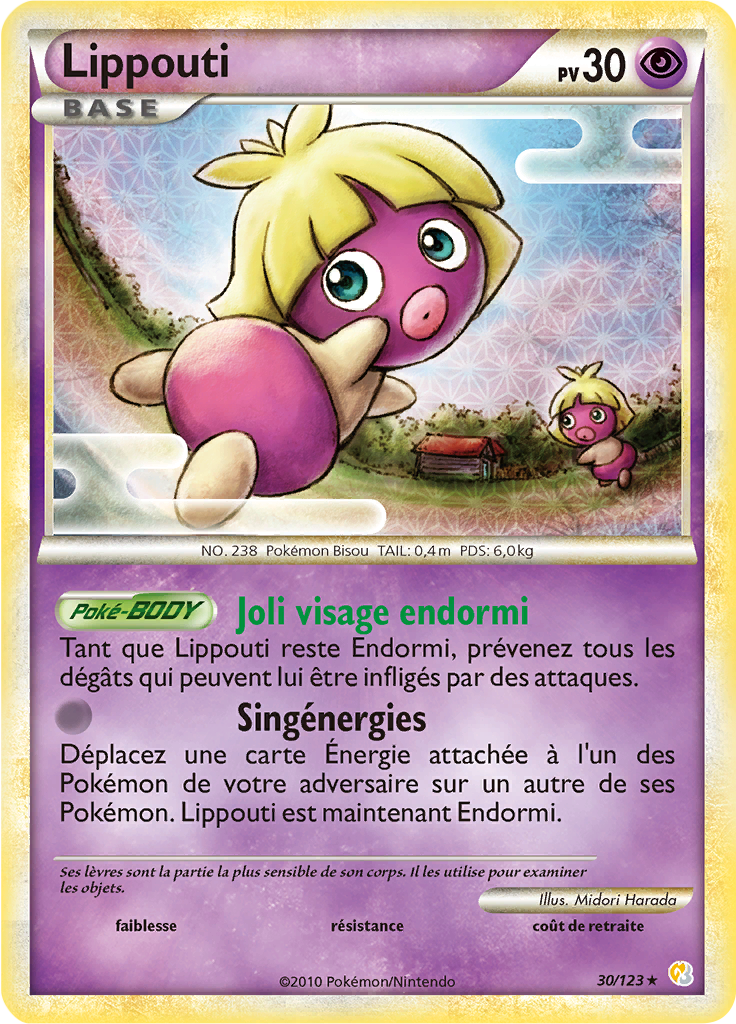 Lippouti
PV 30
BASE
NO. 238 Pokémon Bisou TAIL: 0,4 m PDS: 6,0 kg
Poké-BODY Joli visage endormi
Tant que Lippouti reste Endormi, prévenez tous les
dégâts qui peuvent lui être infligés par des attaques.
Singénergies
Déplacez une carte Énergie attachée à l'un des
Pokémon de votre adversaire sur un autre de ses
Pokémon. Lippouti est maintenant Endormi.
Ses lèvres sont la partie la plus sensible de son corps. Il les utilise pour examiner
les objets.
Illus. Midori Harada
faiblesse résistance coût de retraite
©2010 Pokémon/Nintendo
30/123 ★